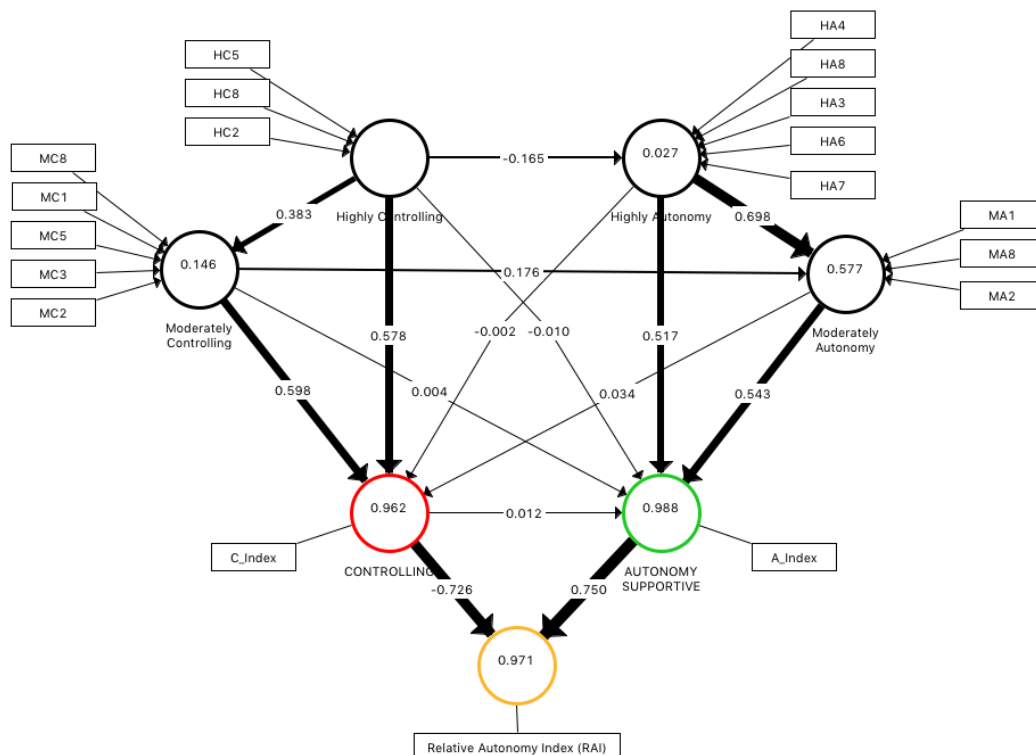 HA4
HC5
HA8
HC8
HA3
HC2
HA6
MC8
0.027
-0.165
HA7
MC1
0.383
Highly Controlling
Highly Autonomy
0.698
MA1
MC5
MA8
0.146
0.577
MC3
0.176
MA2
MC2
Moderately
Controlling
-0.002
-0.010
Moderately
Autonomy
0.578
0.517
0.598
0.004
0.034
0.543
0.962
0.012
0.988
C_Index
A_Index
CONTROLLING
AUTONOMY
SUPPORTIVE
-0.726
0.750
0.971
Relative Autonomy Index (RAI)